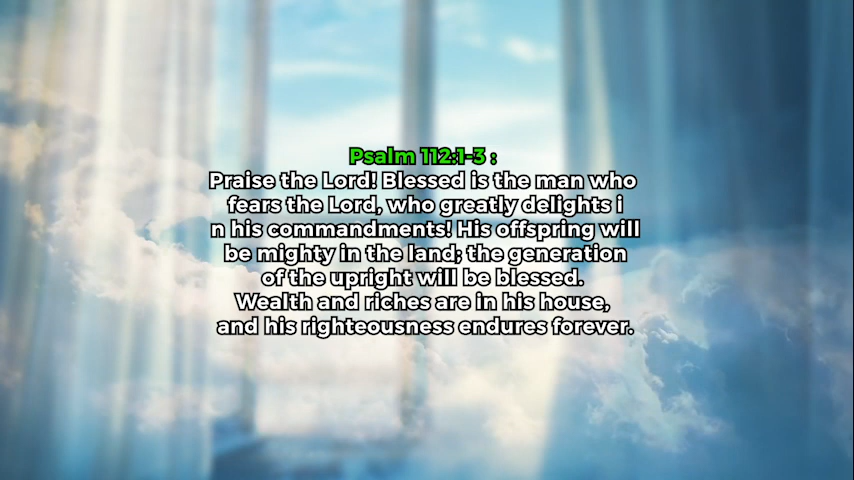 Psalm 112:1-3 :
Praise the Lord! Blessed is the man who
fears the Lord, who greatly delights i
n his commandments! His offspring will
be mighty in the land; the generation
of the upright will be blessed.
Wealth and riches are in his house,
and his righteousness endures forever.